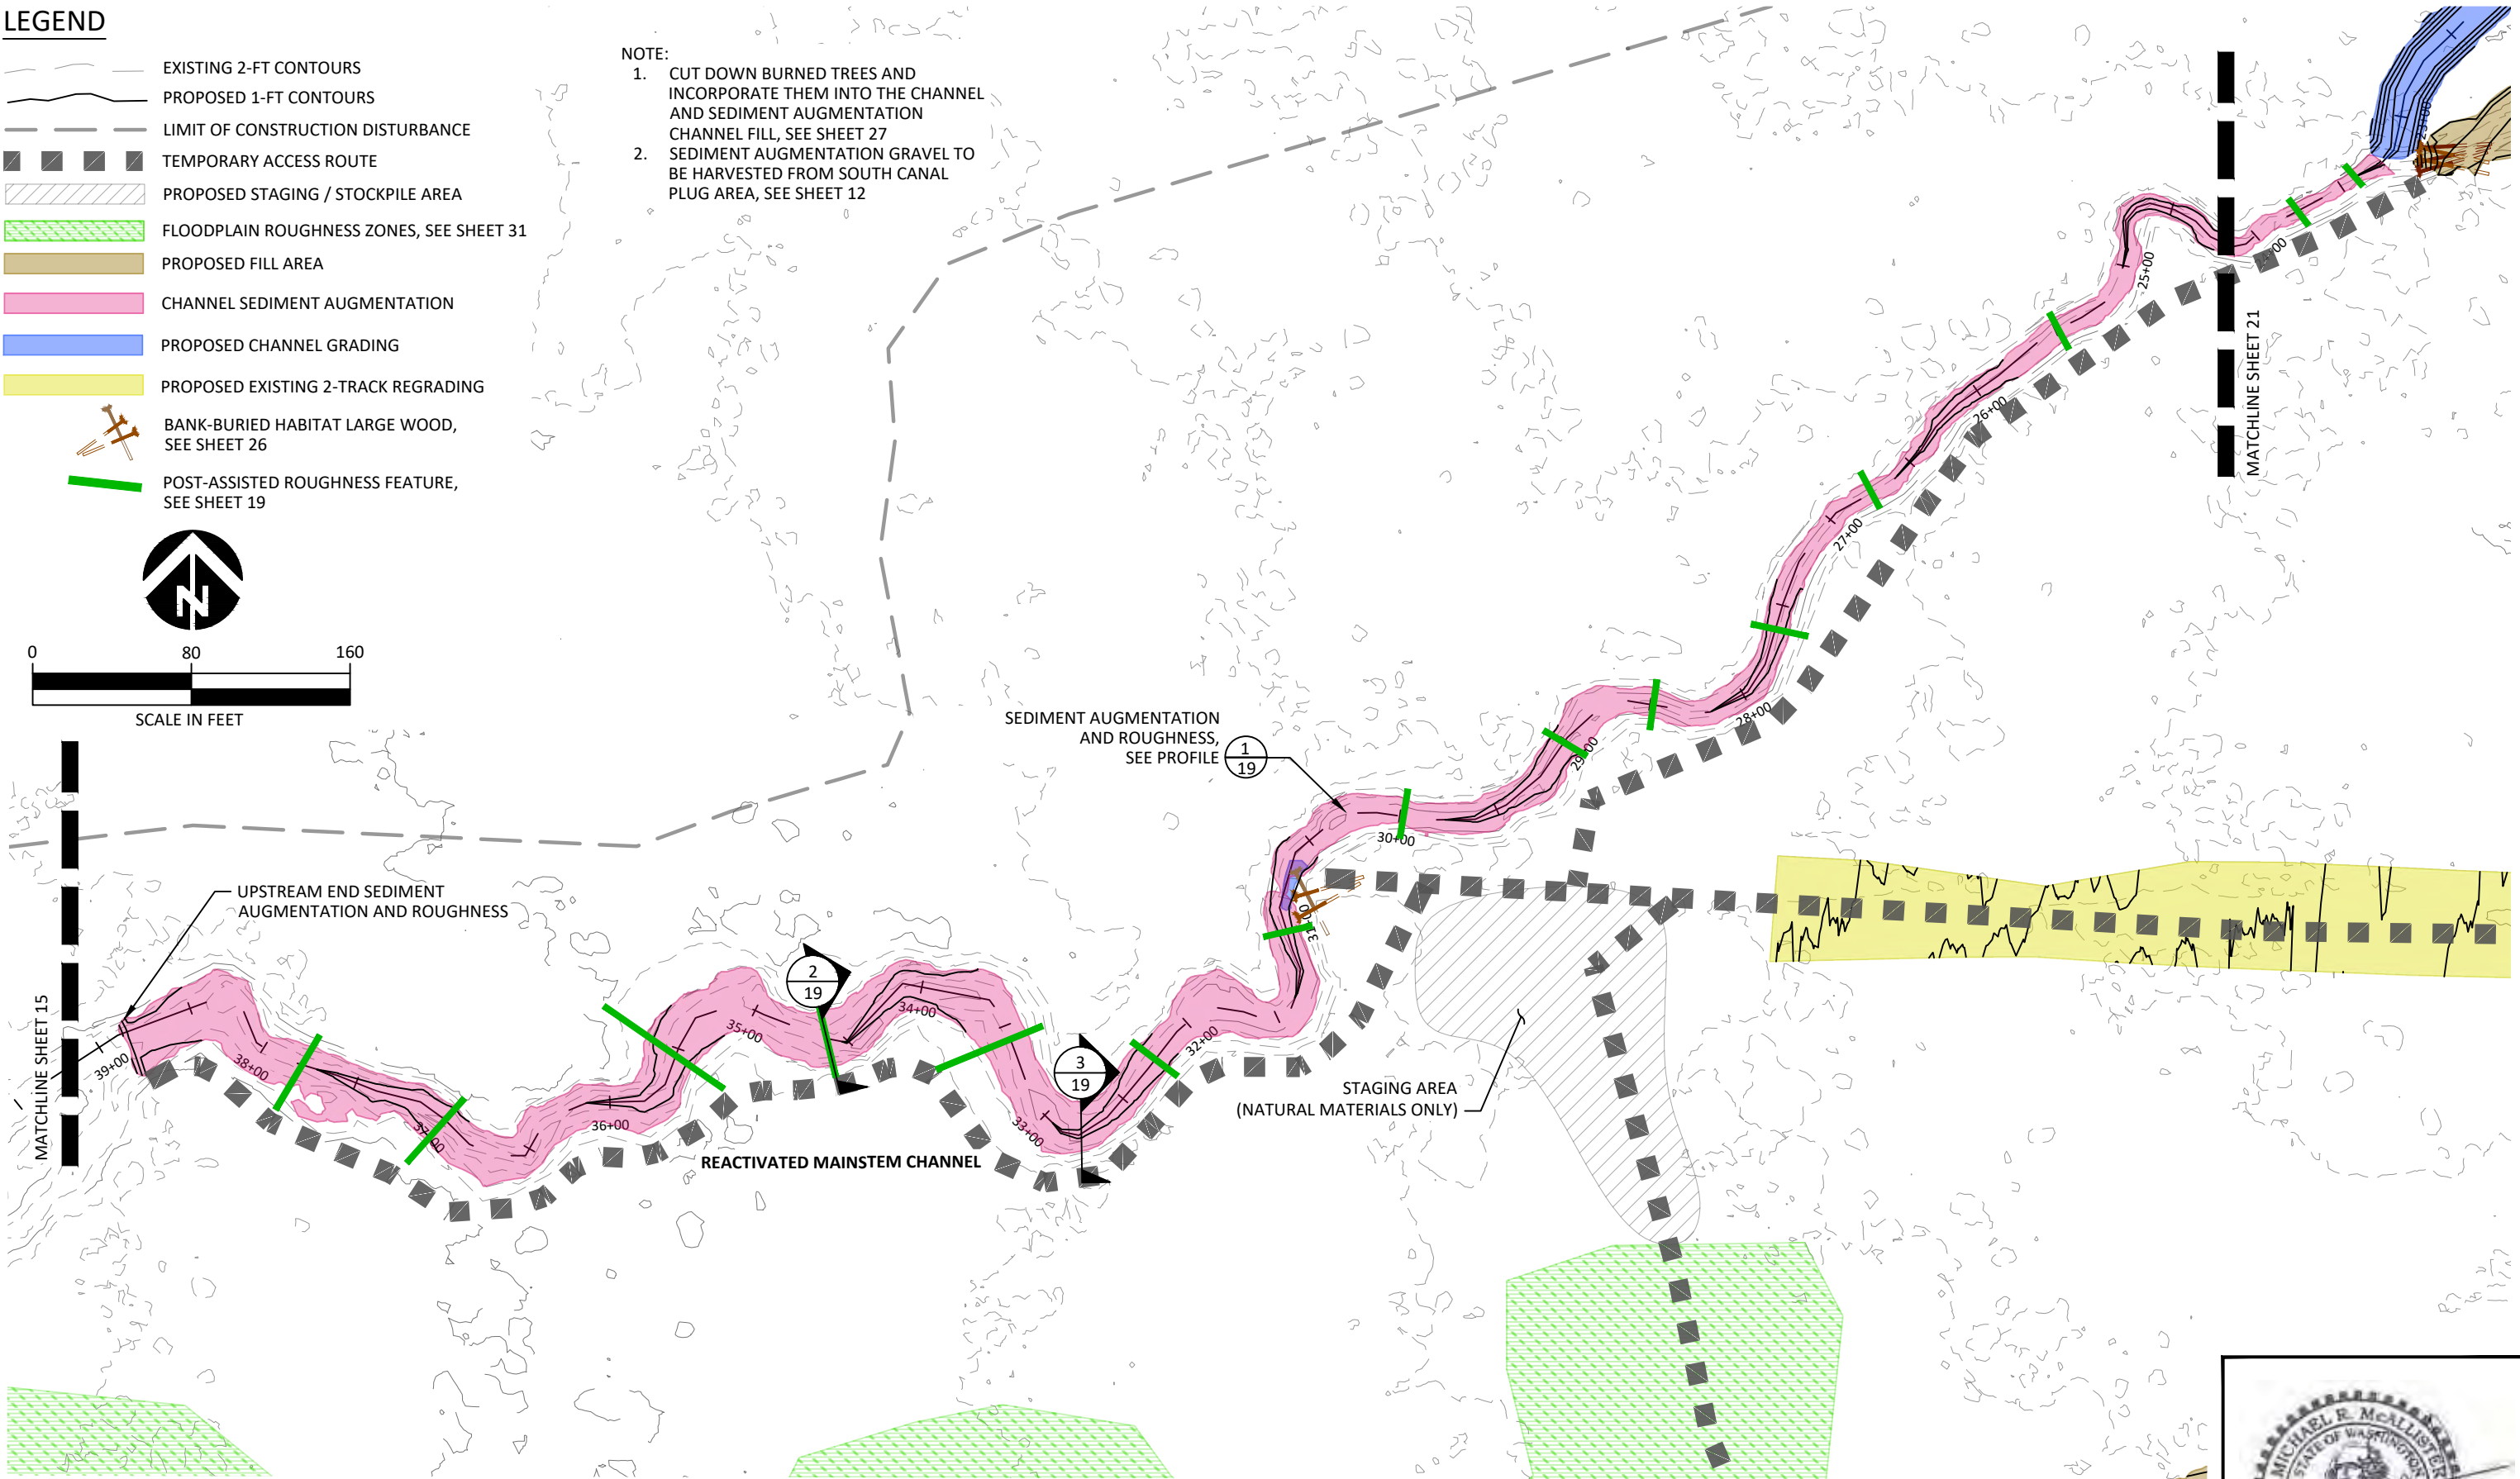 LEGEND
EXISTING 2-FT CONTOURS
PROPOSED 1-FT CONTOURS
LIMIT OF CONSTRUCTION DISTURBANCE
TEMPORARY ACCESS ROUTE
PROPOSED STAGING / STOCKPILE AREA
FLOODPLAIN ROUGHNESS ZONES, SEE SHEET 31
PROPOSED FILL AREA
CHANNEL SEDIMENT AUGMENTATION
PROPOSED CHANNEL GRADING
PROPOSED EXISTING 2-TRACK REGRADING
BANK-BURIED HABITAT LARGE WOOD,
SEE SHEET 26
POST-ASSISTED ROUGHNESS FEATURE,
SEE SHEET 19
N
0 80 160
SCALE IN FEET
NOTE:
1. CUT DOWN BURNED TREES AND
INCORPORATE THEM INTO THE CHANNEL
AND SEDIMENT AUGMENTATION
CHANNEL FILL, SEE SHEET 27
2. SEDIMENT AUGMENTATION GRAVEL TO
BE HARVESTED FROM SOUTH CANAL
PLUG AREA, SEE SHEET 12
MATCHLINE SHEET 21
25+00
26+00
27+00
28+00
30+00
SEDIMENT AUGMENTATION
AND ROUGHNESS,
SEE PROFILE
1
19
UPSTREAM END SEDIMENT
AUGMENTATION AND ROUGHNESS
MATCHLINE SHEET 15
39+00
38+00
37+00
36+00
35+00
34+00
33+00
32+00
31+00
2
19
3
19
REACTIVATED MAINSTEM CHANNEL
STAGING AREA
(NATURAL MATERIALS ONLY)
MICHAEL R. McALLISTER
STATE OF WASHINGTON